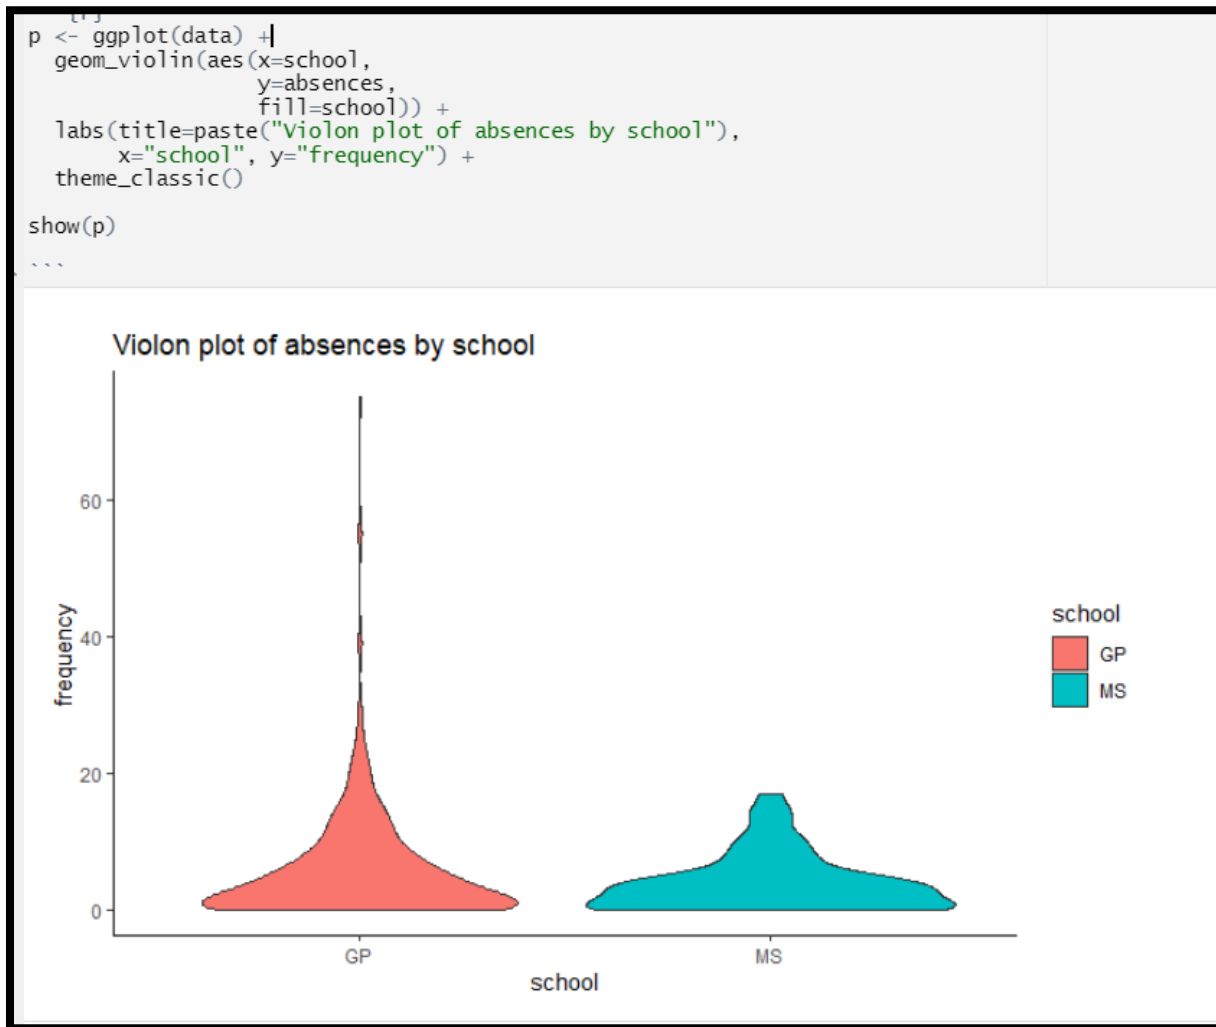 p <- ggplot(data) +
  geom_violin(aes(x=school,
                  y=absences,
                  fill=school)) +
  labs(title=paste("Violon plot of absences by school"),
       x="school", y="frequency") +
  theme_classic()
show(p)
```
Violon plot of absences by school
60
40
20
0
frequency
GP
MS
school
school
GP
MS